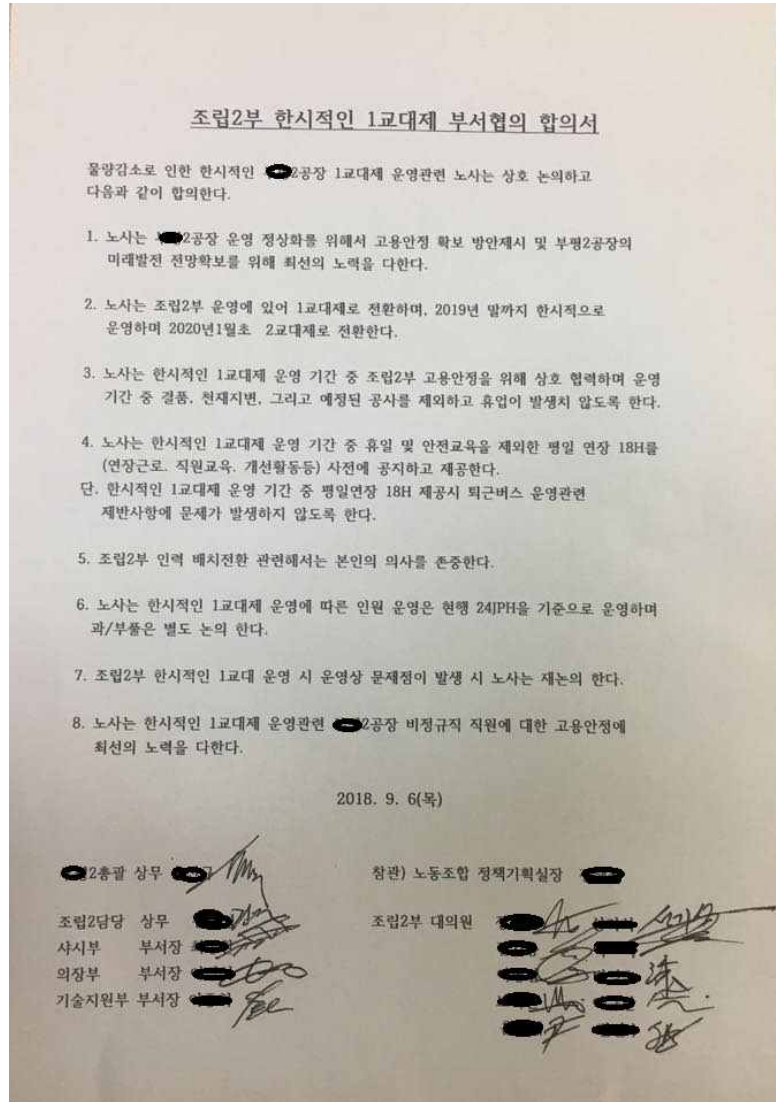 조립2부 한시적인 1교대제 부서협의 합의서
물량감소로 인한 한시적인 2공장 1교대제 운영관련 노사는 상호 논의하고
다음과 같이 합의한다.
1. 노사는 2공장 운영 정상화를 위해서 고용안정 확보 방안제시 및 부평2공장의
미래발전 전망확보를 위해 최선의 노력을 다한다.
2. 노사는 조립2부 운영에 있어 1교대제로 전환하며, 2019년 말까지 한시적으로
운영하며 2020년1월초 2교대제로 전환한다.
3. 노사는 한시적인 1교대제 운영 기간 중 조립2부 고용안정을 위해 상호 협력하며 운영
기간 중 결품, 천재지변, 그리고 예정된 공사를 제외하고 휴업이 발생치 않도록 한다.
4. 노사는 한시적인 1교대제 운영 기간 중 휴일 및 안전교육을 제외한 평일 연장 18H를
(연장근로. 직원교육. 개선활동등) 사전에 공지하고 제공한다.
단. 한시적인 1교대제 운영 기간 중 평일연장 18H 제공시 퇴근버스 운영관련
제반사항에 문제가 발생하지 않도록 한다.
5. 조립2부 인력 배치전환 관련해서는 본인의 의사를 존중한다.
6. 노사는 한시적인 1교대제 운영에 따른 인원 운영은 현행 24JPH을 기준으로 운영하며
과/부풀은 별도 논의 한다.
7. 조립2부 한시적인 1교대 운영 시 운영상 문제점이 발생 시 노사는 재논의 한다.
8. 노사는 한시적인 1교대제 운영관련 2공장 비정규직 직원에 대한 고용안정에
최선의 노력을 다한다.
2018. 9. 6(목)
2총괄 상무
참관) 노동조합 정책기획실장
조립2담당 상무
조립2부 대의원
샤시부 부서장
의장부 부서장
기술지원부 부서장